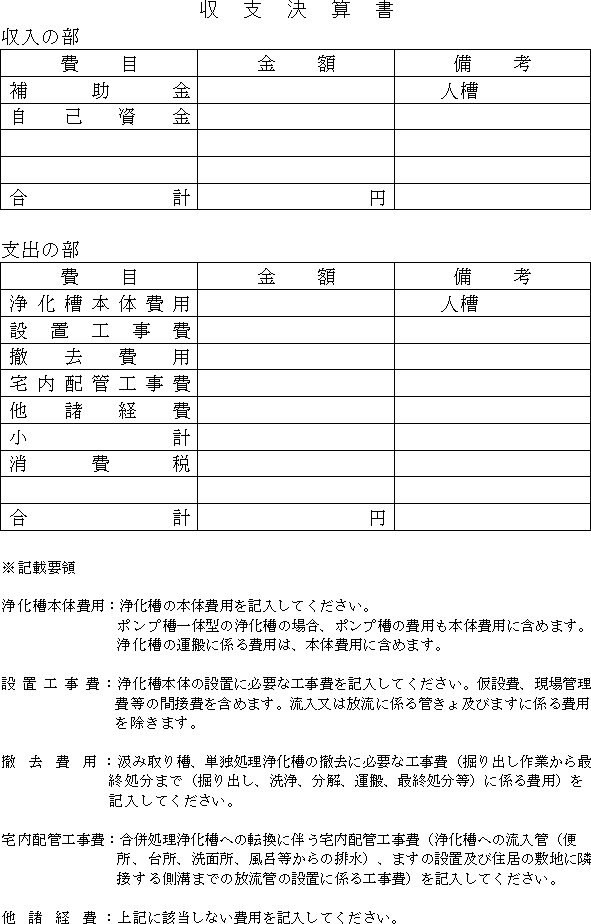 収支決算書
収入の部
費目 金額 備考
補助金 人槽
自己資金
合計 円
支出の部
費目 金額 備考
浄化槽本体費用 人槽
設置工事費
撤去費用
宅内配管工事費
他諸経費
小計
消費税
合計 円
※記載要領
浄化槽本体費用：浄化槽の本体費用を記入してください。
ポンプ槽一体型の浄化槽の場合、ポンプ槽の費用も本体費用に含めます。
浄化槽の運搬に係る費用は、本体費用に含めます。
設置工事費：浄化槽本体の設置に必要な工事費を記入してください。仮設費、現場管理
費等の間接費を含めます。流入又は放流に係る管きょ及びますに係る費用
を除きます。
撤去費用：汲み取り槽、単独処理浄化槽の撤去に必要な工事費（掘り出し作業から最
終処分まで（掘り出し、洗浄、分解、運搬、最終処分等）に係る費用）を
記入してください。
宅内配管工事費：合併処理浄化槽への転換に伴う宅内配管工事費（浄化槽への流入管（便
所、台所、洗面所、風呂等からの排水）、ますの設置及び住居の敷地に隣
接する側溝までの放流管の設置に係る工事費）を記入してください。
他諸経費：上記に該当しない費用を記入してください。